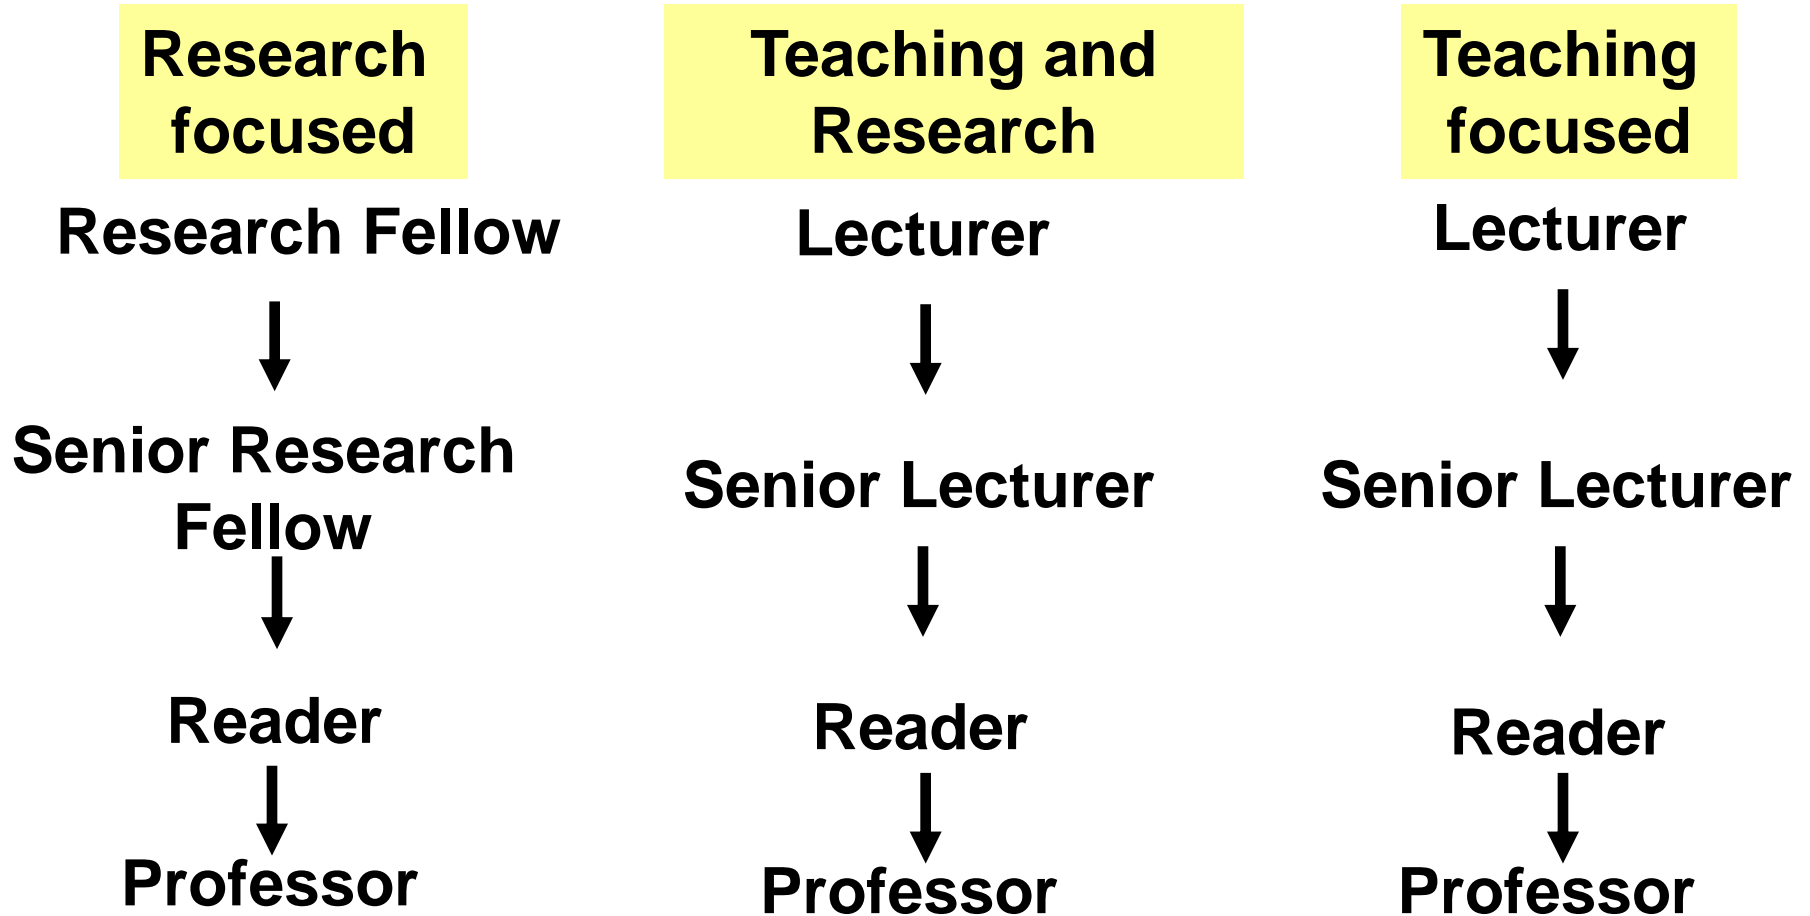 Research
focused
Research Fellow
Senior Research
Fellow
Reader
Professor
Teaching and
Research
Lecturer
Senior Lecturer
Reader
Professor
Teaching
focused
Lecturer
Senior Lecturer
Reader
Professor